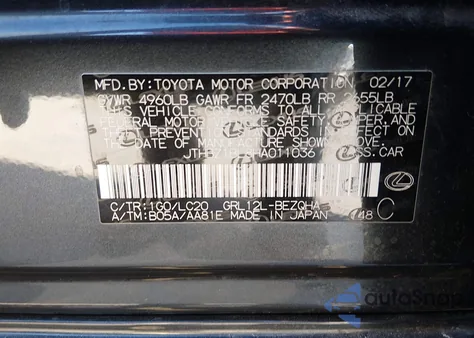 MFD.BY:TOYOTA MOTOR CORPORATION 02/17
GVWR 4960LB GAWR FR 2470LB RR 2655LB
THIS VEHICLE CONFORMS TO ALL APPLICABLE
FEDERAL MOTOR VEHICLE SAFETY, BUMPER, AND
THEFT PREVENTION STANDARDS IN EFFECT ON
THE DATE OF MANUFACTURE SHOWN ABOVE.
PASS.CAR
C/TR:1G0/LC20 GRL12L-BEZQHA
A/TM:B05A/AA81E MADE IN JAPAN 748 C
autoSnap